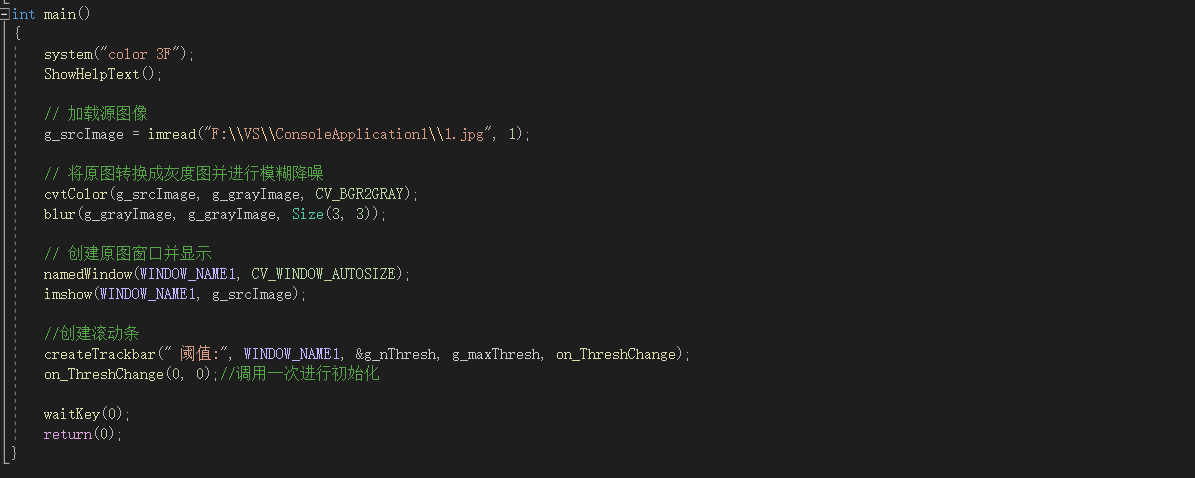 int main()
{
system("color 3F");
ShowHelpText();
// 加载源图像
g_srcImage = imread("F:\\VS\\ConsoleApplication1\\1.jpg", 1);
// 将原图转换成灰度图并进行模糊降噪
cvtColor(g_srcImage, g_grayImage, CV_BGR2GRAY);
blur(g_grayImage, g_grayImage, Size(3, 3));
// 创建原图窗口并显示
namedWindow(WINDOW_NAME1, CV_WINDOW_AUTOSIZE);
imshow(WINDOW_NAME1, g_srcImage);
//创建滚动条
createTrackbar(" 阈值:", WINDOW_NAME1, &g_nThresh, g_maxThresh, on_ThreshChange);
on_ThreshChange(0, 0);//调用一次进行初始化
waitKey(0);
return(0);
}